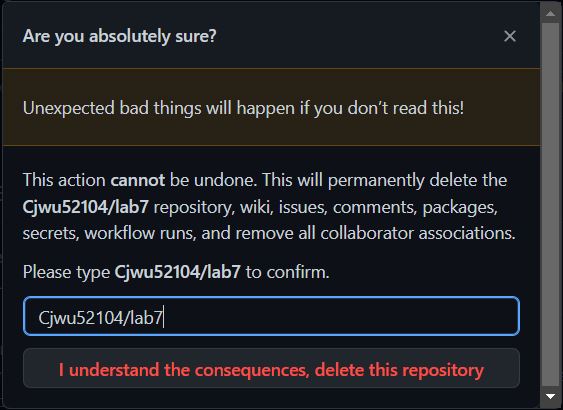 Are you absolutely sure?
Unexpected bad things will happen if you don’t read this!
This action cannot be undone. This will permanently delete the
Cjwu52104/lab7 repository, wiki, issues, comments, packages,
secrets, workflow runs, and remove all collaborator associations.
Please type Cjwu52104/lab7 to confirm.
Cjwu52104/lab7
I understand the consequences, delete this repository